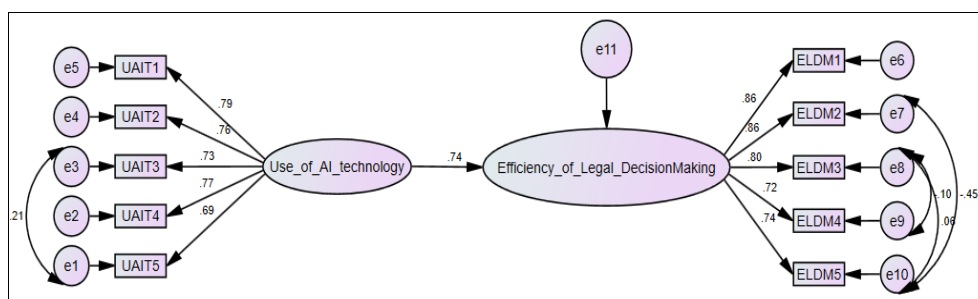 e5
UAIT1
e4
UAIT2
e3
UAIT3
e2
UAIT4
e1
UAIT5
.21
.79
.76
.73
.77
.69
Use_of_AI_technology
.74
e11
Efficiency_of_Legal_DecisionMaking
.86
.86
.80
.72
.74
ELDM1
e6
ELDM2
e7
ELDM3
e8
ELDM4
e9
ELDM5
e10
-.10
-.45
.06